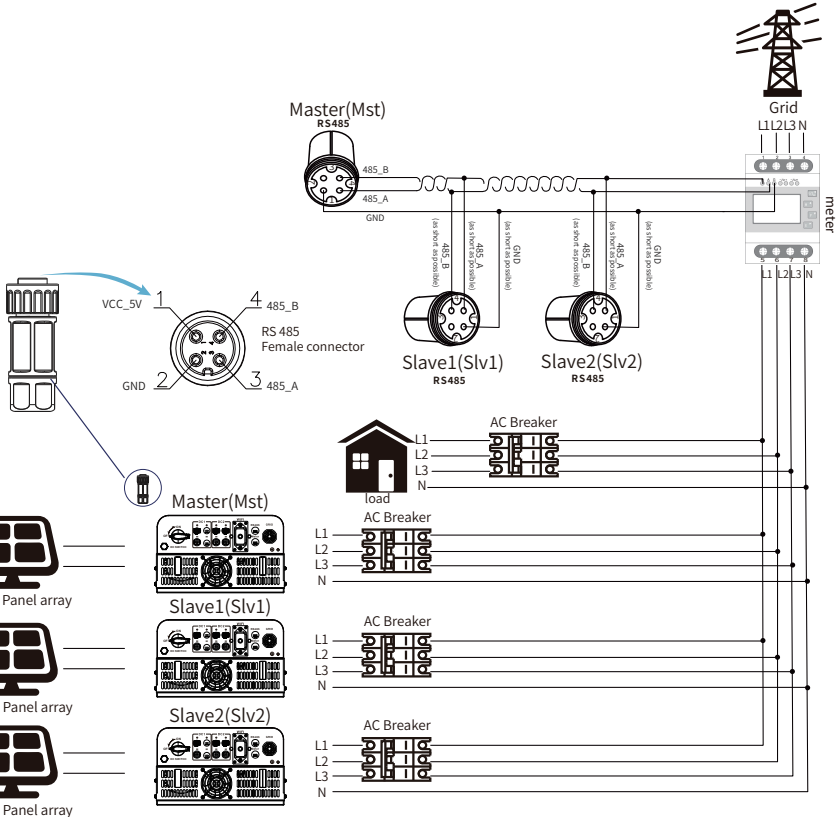 Grid
L1L2L3 N
1 2 3 4
meter
5 6 7 8
L1 L2L3 N
Master(Mst)
RS485
485_B
485_A
GND
485_B
(as short as possible)
485_A
(as short as possible)
GND
(as short as possible)
485_B
(as short as possible)
485_A
(as short as possible)
GND
(as short as possible)
Slave1(Slv1)
RS485
Slave2(Slv2)
RS485
VCC_5V 1
4 485_B
RS 485
Female connector
GND 2
3 485_A
AC Breaker
L1
L2
L3
N
load
Master(Mst)
AC Breaker
L1
L2
L3
N
Panel array
Slave1(Slv1)
AC Breaker
L1
L2
L3
N
Panel array
Slave2(Slv2)
AC Breaker
L1
L2
L3
N
Panel array